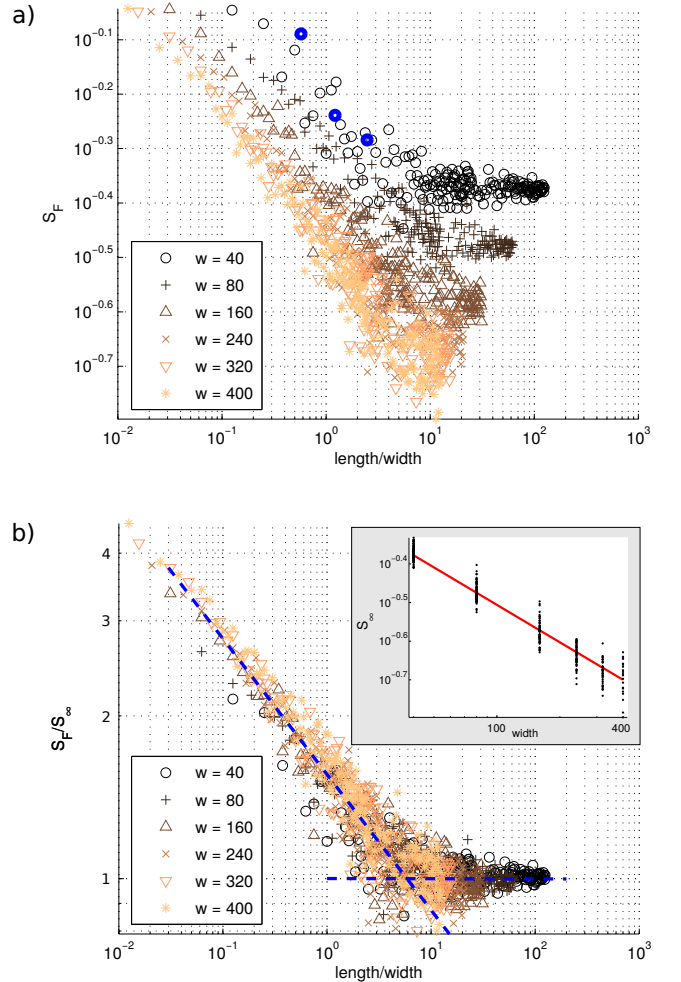 a)
10^-0.1
10^-0.2
10^-0.3
10^-0.4
10^-0.5
10^-0.6
10^-0.7
S_F
w = 40
w = 80
w = 160
w = 240
w = 320
w = 400
10^-2
10^-1
10^0
10^1
10^2
10^3
length/width
b)
4
3
2
1
S_F/S_∞
w = 40
w = 80
w = 160
w = 240
w = 320
w = 400
10^-2
10^-1
10^0
10^1
10^2
10^3
length/width
10^-0.4
10^-0.5
10^-0.6
10^-0.7
S_∞
100
400
width